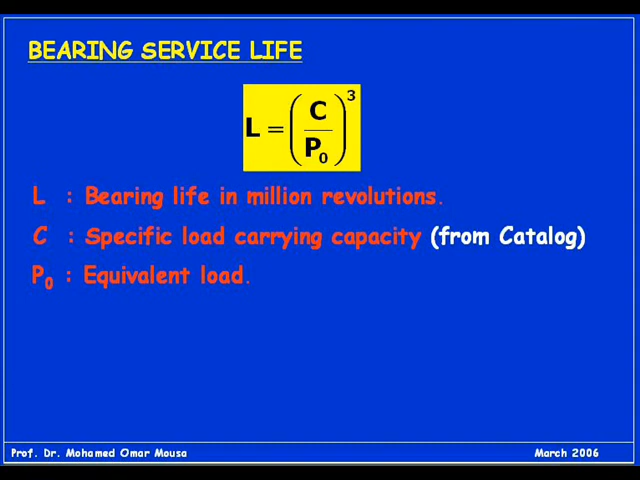 BEARING SERVICE LIFE
L = (C/P₀)³
L : Bearing life in million revolutions.
C : Specific load carrying capacity (from Catalog)
P₀ : Equivalent load.
Prof. Dr. Mohamed Omar Mousa March 2006